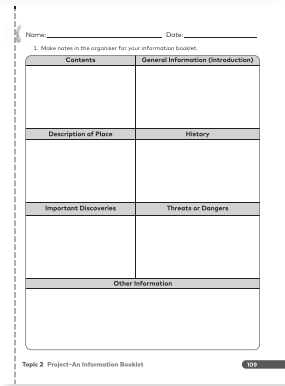 Name: Date:
1. Make notes in the organiser for your information booklet.
Contents General Information (Introduction)
Description of Place History
Important Discoveries Threats or Dangers
Other Information
Topic 2 Project–An Information Booklet 109